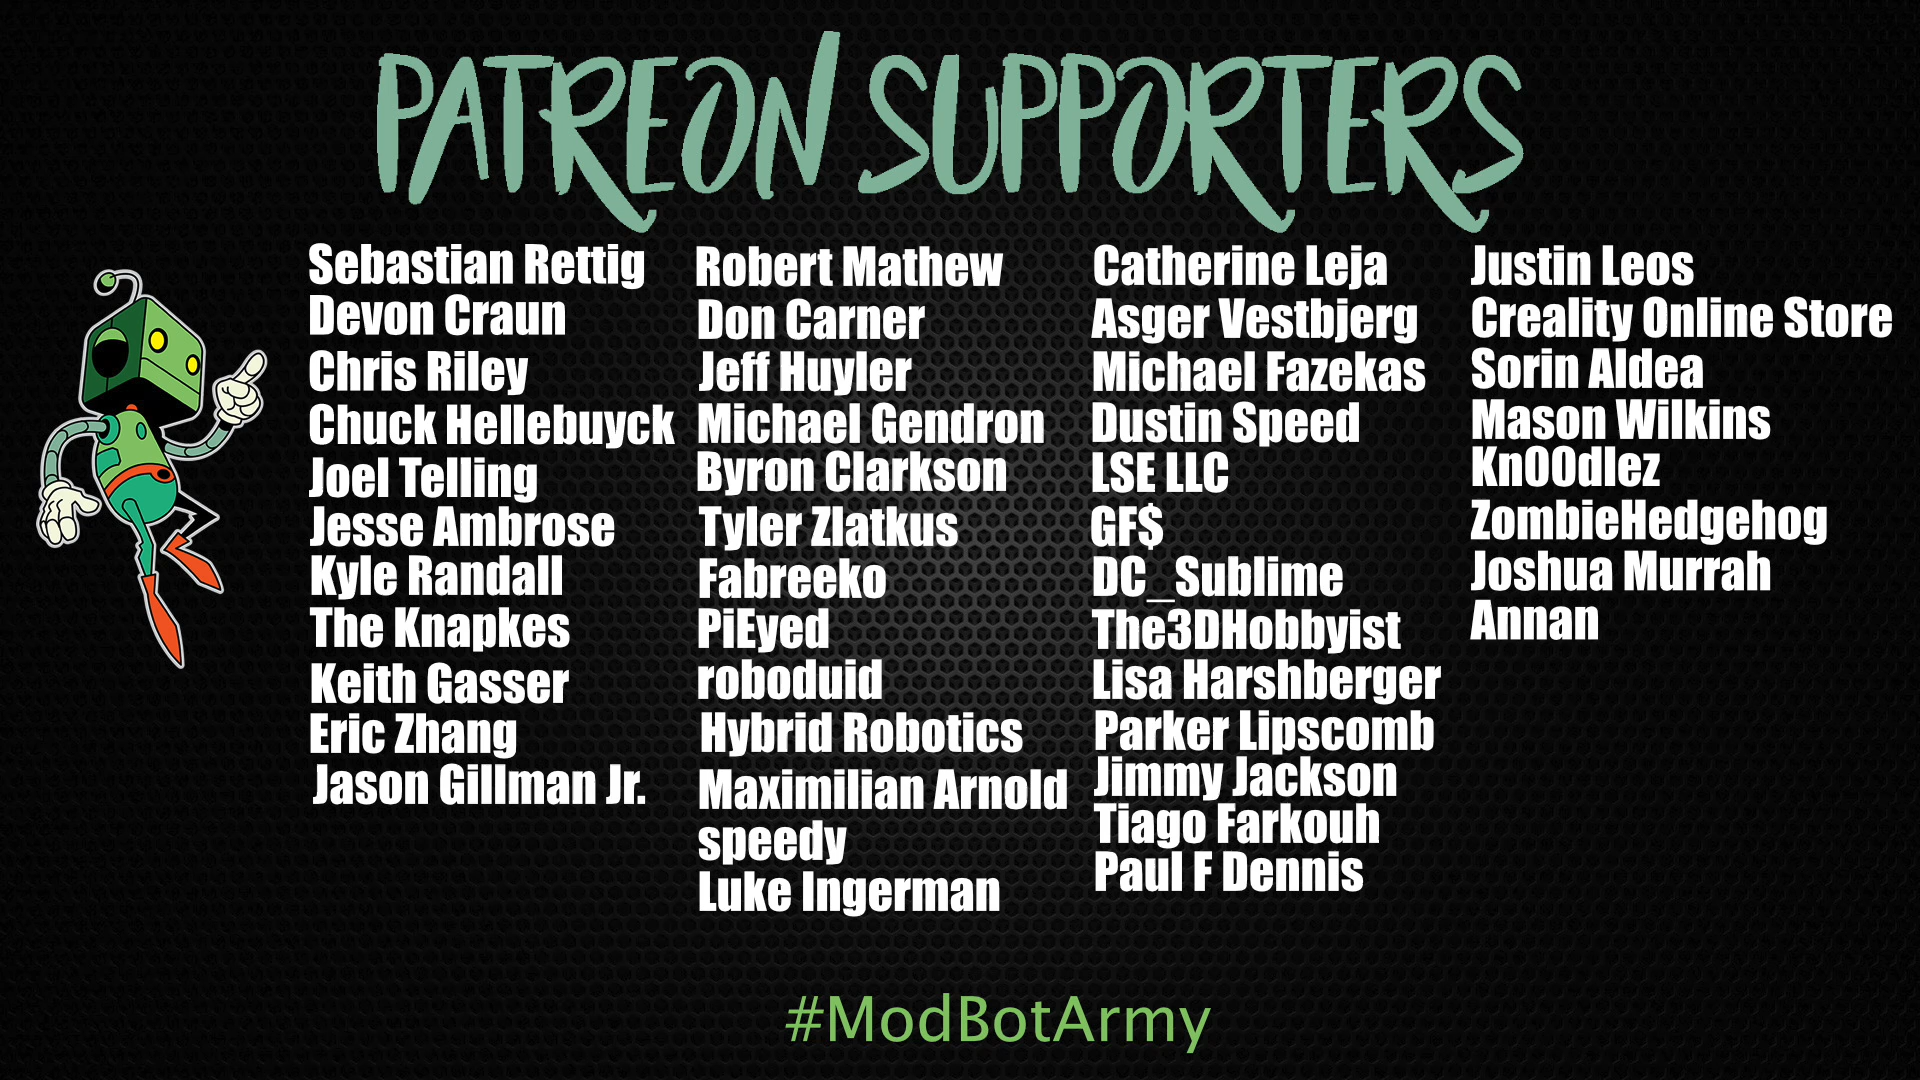 PATREON SUPPORTERS
Sebastian Rettig
Devon Craun
Chris Riley
Chuck Hellebuyck
Joel Telling
Jesse Ambrose
Kyle Randall
The Knapkes
Keith Gasser
Eric Zhang
Jason Gillman Jr.
Robert Mathew
Don Carner
Jeff Huyler
Michael Gendron
Byron Clarkson
Tyler Zlatkus
Fabreeko
PiEyed
roboduid
Hybrid Robotics
Maximilian Arnold
speedy
Luke Ingerman
Catherine Leja
Asger Vestbjerg
Michael Fazekas
Dustin Speed
LSE LLC
GF$
DC_Sublime
The3DHobbyist
Lisa Harshberger
Parker Lipscomb
Jimmy Jackson
Tiago Farkouh
Paul F Dennis
Justin Leos
Creality Online Store
Sorin Aldea
Mason Wilkins
Kn00dlez
ZombieHedgehog
Joshua Murrah
Annan
#ModBotArmy